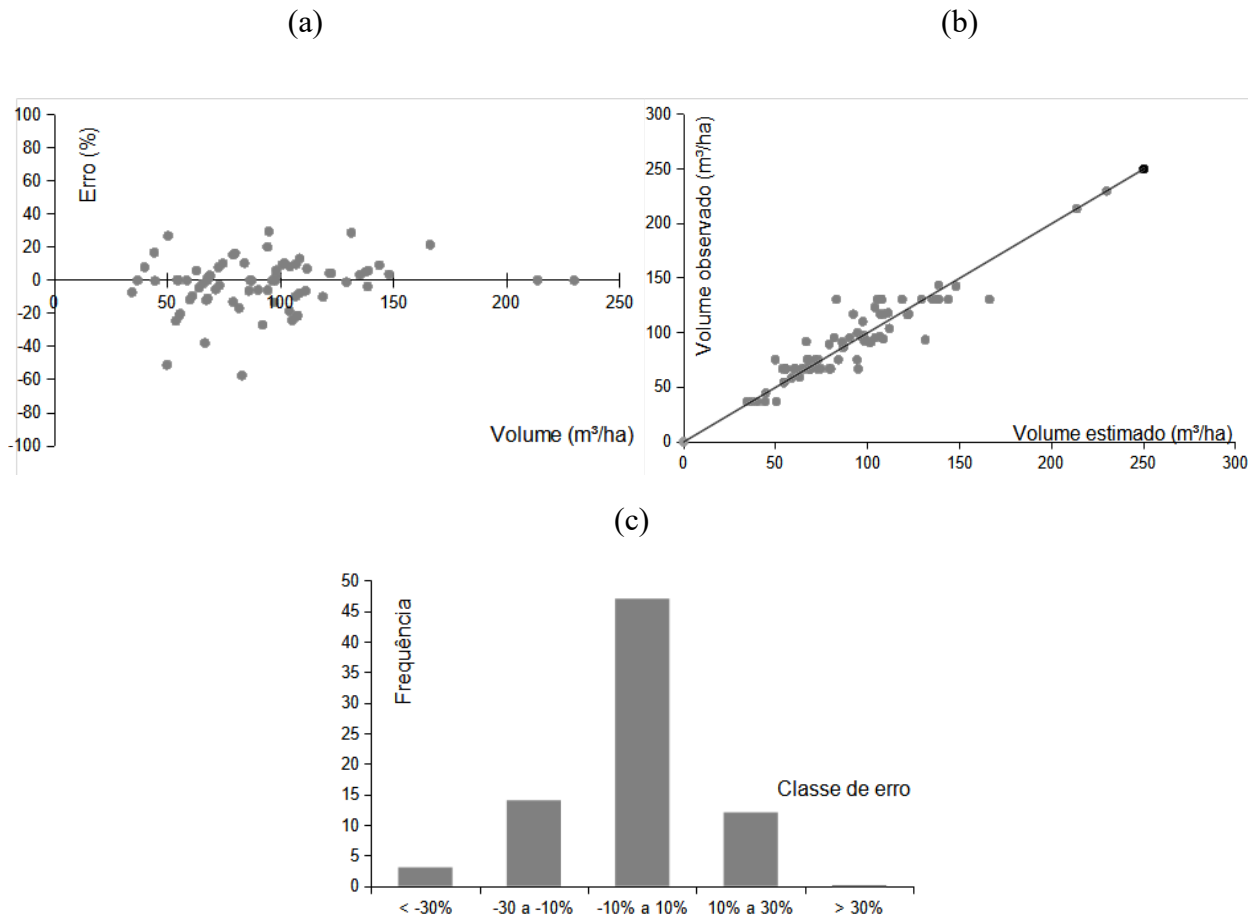 (a)
(b)
100
80
60
40
20
0
-20
-40
-60
-80
-100
Erro (%)
0 50 100 150 200 250
Volume (m³/ha)
300
250
200
150
100
50
0
Volume observado (m³/ha)
Volume estimado (m³/ha)
0 50 100 150 200 250 300
(c)
50
45
40
35
30
25
20
15
10
5
0
Frequência
Classe de erro
< -30% -30 a -10% -10% a 10% 10% a 30% > 30%